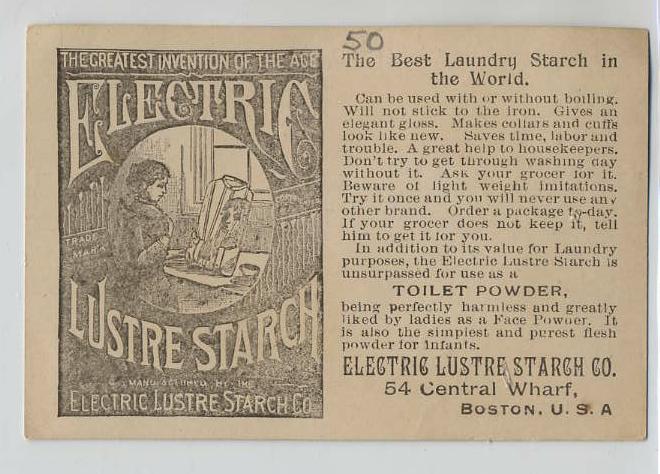 THE GREATEST INVENTION OF THE AGE
ELECTRIC
TRADE
MARK
LUSTRE STARCH
MANUFACTURED BY THE
ELECTRIC LUSTRE STARCH Co
50
The Best Laundry Starch in
the World.
Can be used with or without boiling.
Will not stick to the iron. Gives an
elegant gloss. Makes collars and cuffs
look like new. Saves time, labor and
trouble. A great help to housekeepers.
Don't try to get through washing day
without it. Ask your grocer for it.
Beware of light weight imitations.
Try it once and you will never use any
other brand. Order a package to-day.
If your grocer does not keep it, tell
him to get it for you.
In addition to its value for Laundry
purposes, the Electric Lustre Starch is
unsurpassed for use as a
TOILET POWDER,
being perfectly harmless and greatly
liked by ladies as a Face Powder. It
is also the simplest and purest flesh
powder for infants.
ELECTRIC LUSTRE STARCH CO.
54 Central Wharf,
BOSTON, U. S. A